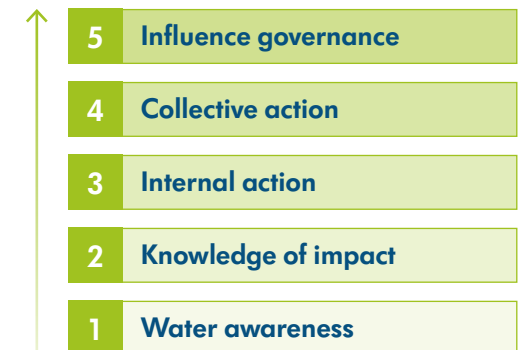 5 Influence governance
4 Collective action
3 Internal action
2 Knowledge of impact
1 Water awareness